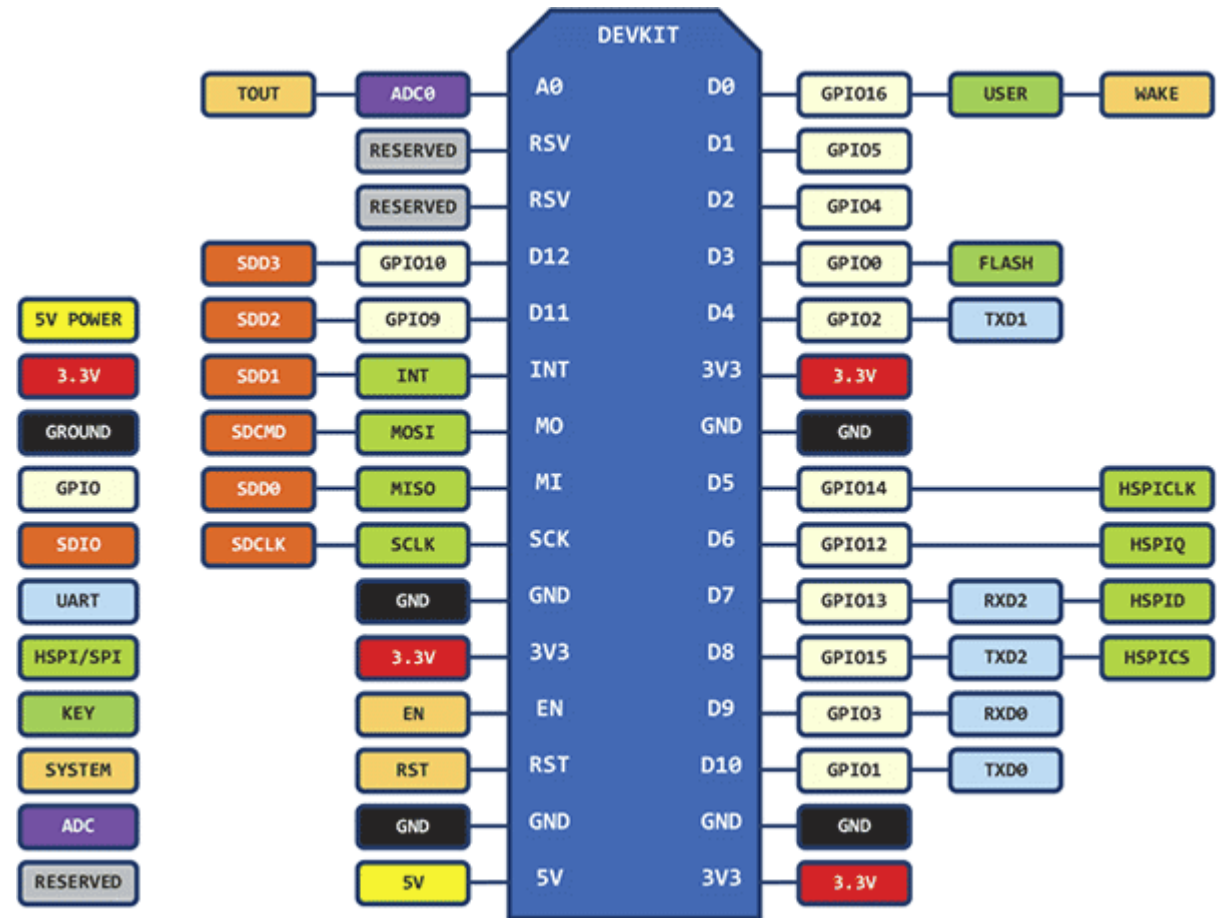 DEVKIT
TOUT ADC0 A0 D0 GPIO16 USER WAKE
RESERVED RSV D1 GPIO5
RESERVED RSV D2 GPIO4
SDD3 GPIO10 D12 D3 GPIO0 FLASH
5V POWER SDD2 GPIO9 D11 D4 GPIO2 TXD1
3.3V SDD1 INT INT 3V3 3.3V
GROUND SDCMD MOSI MO GND GND
GPIO SDD0 MISO MI D5 GPIO14 HSPICLK
SDIO SDCLK SCLK SCK D6 GPIO12 HSPIQ
UART GND GND D7 GPIO13 RXD2 HSPID
HSPI/SPI 3.3V 3V3 D8 GPIO15 TXD2 HSPICS
KEY EN EN D9 GPIO3 RXD0
SYSTEM RST RST D10 GPIO1 TXD0
ADC GND GND GND GND
RESERVED 5V 5V 3V3 3.3V